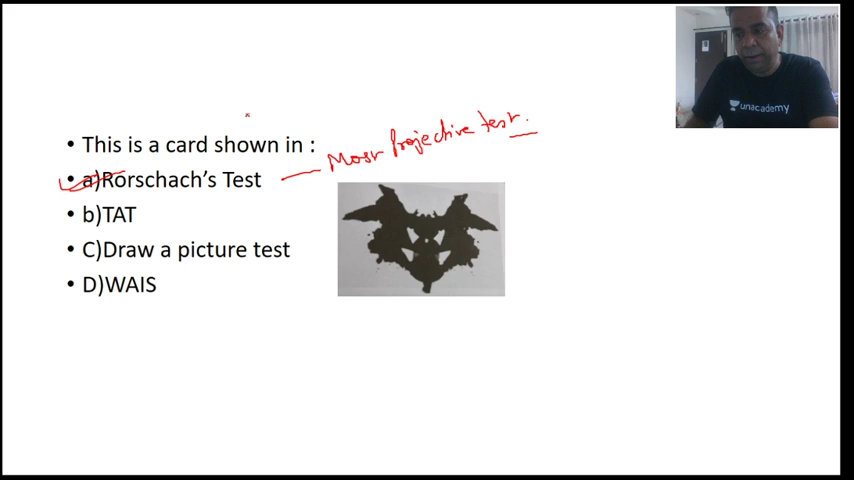 unacademy
• This is a card shown in :
• a)Rorschach's Test
Most Projective test.
• b)TAT
• C)Draw a picture test
• D)WAIS